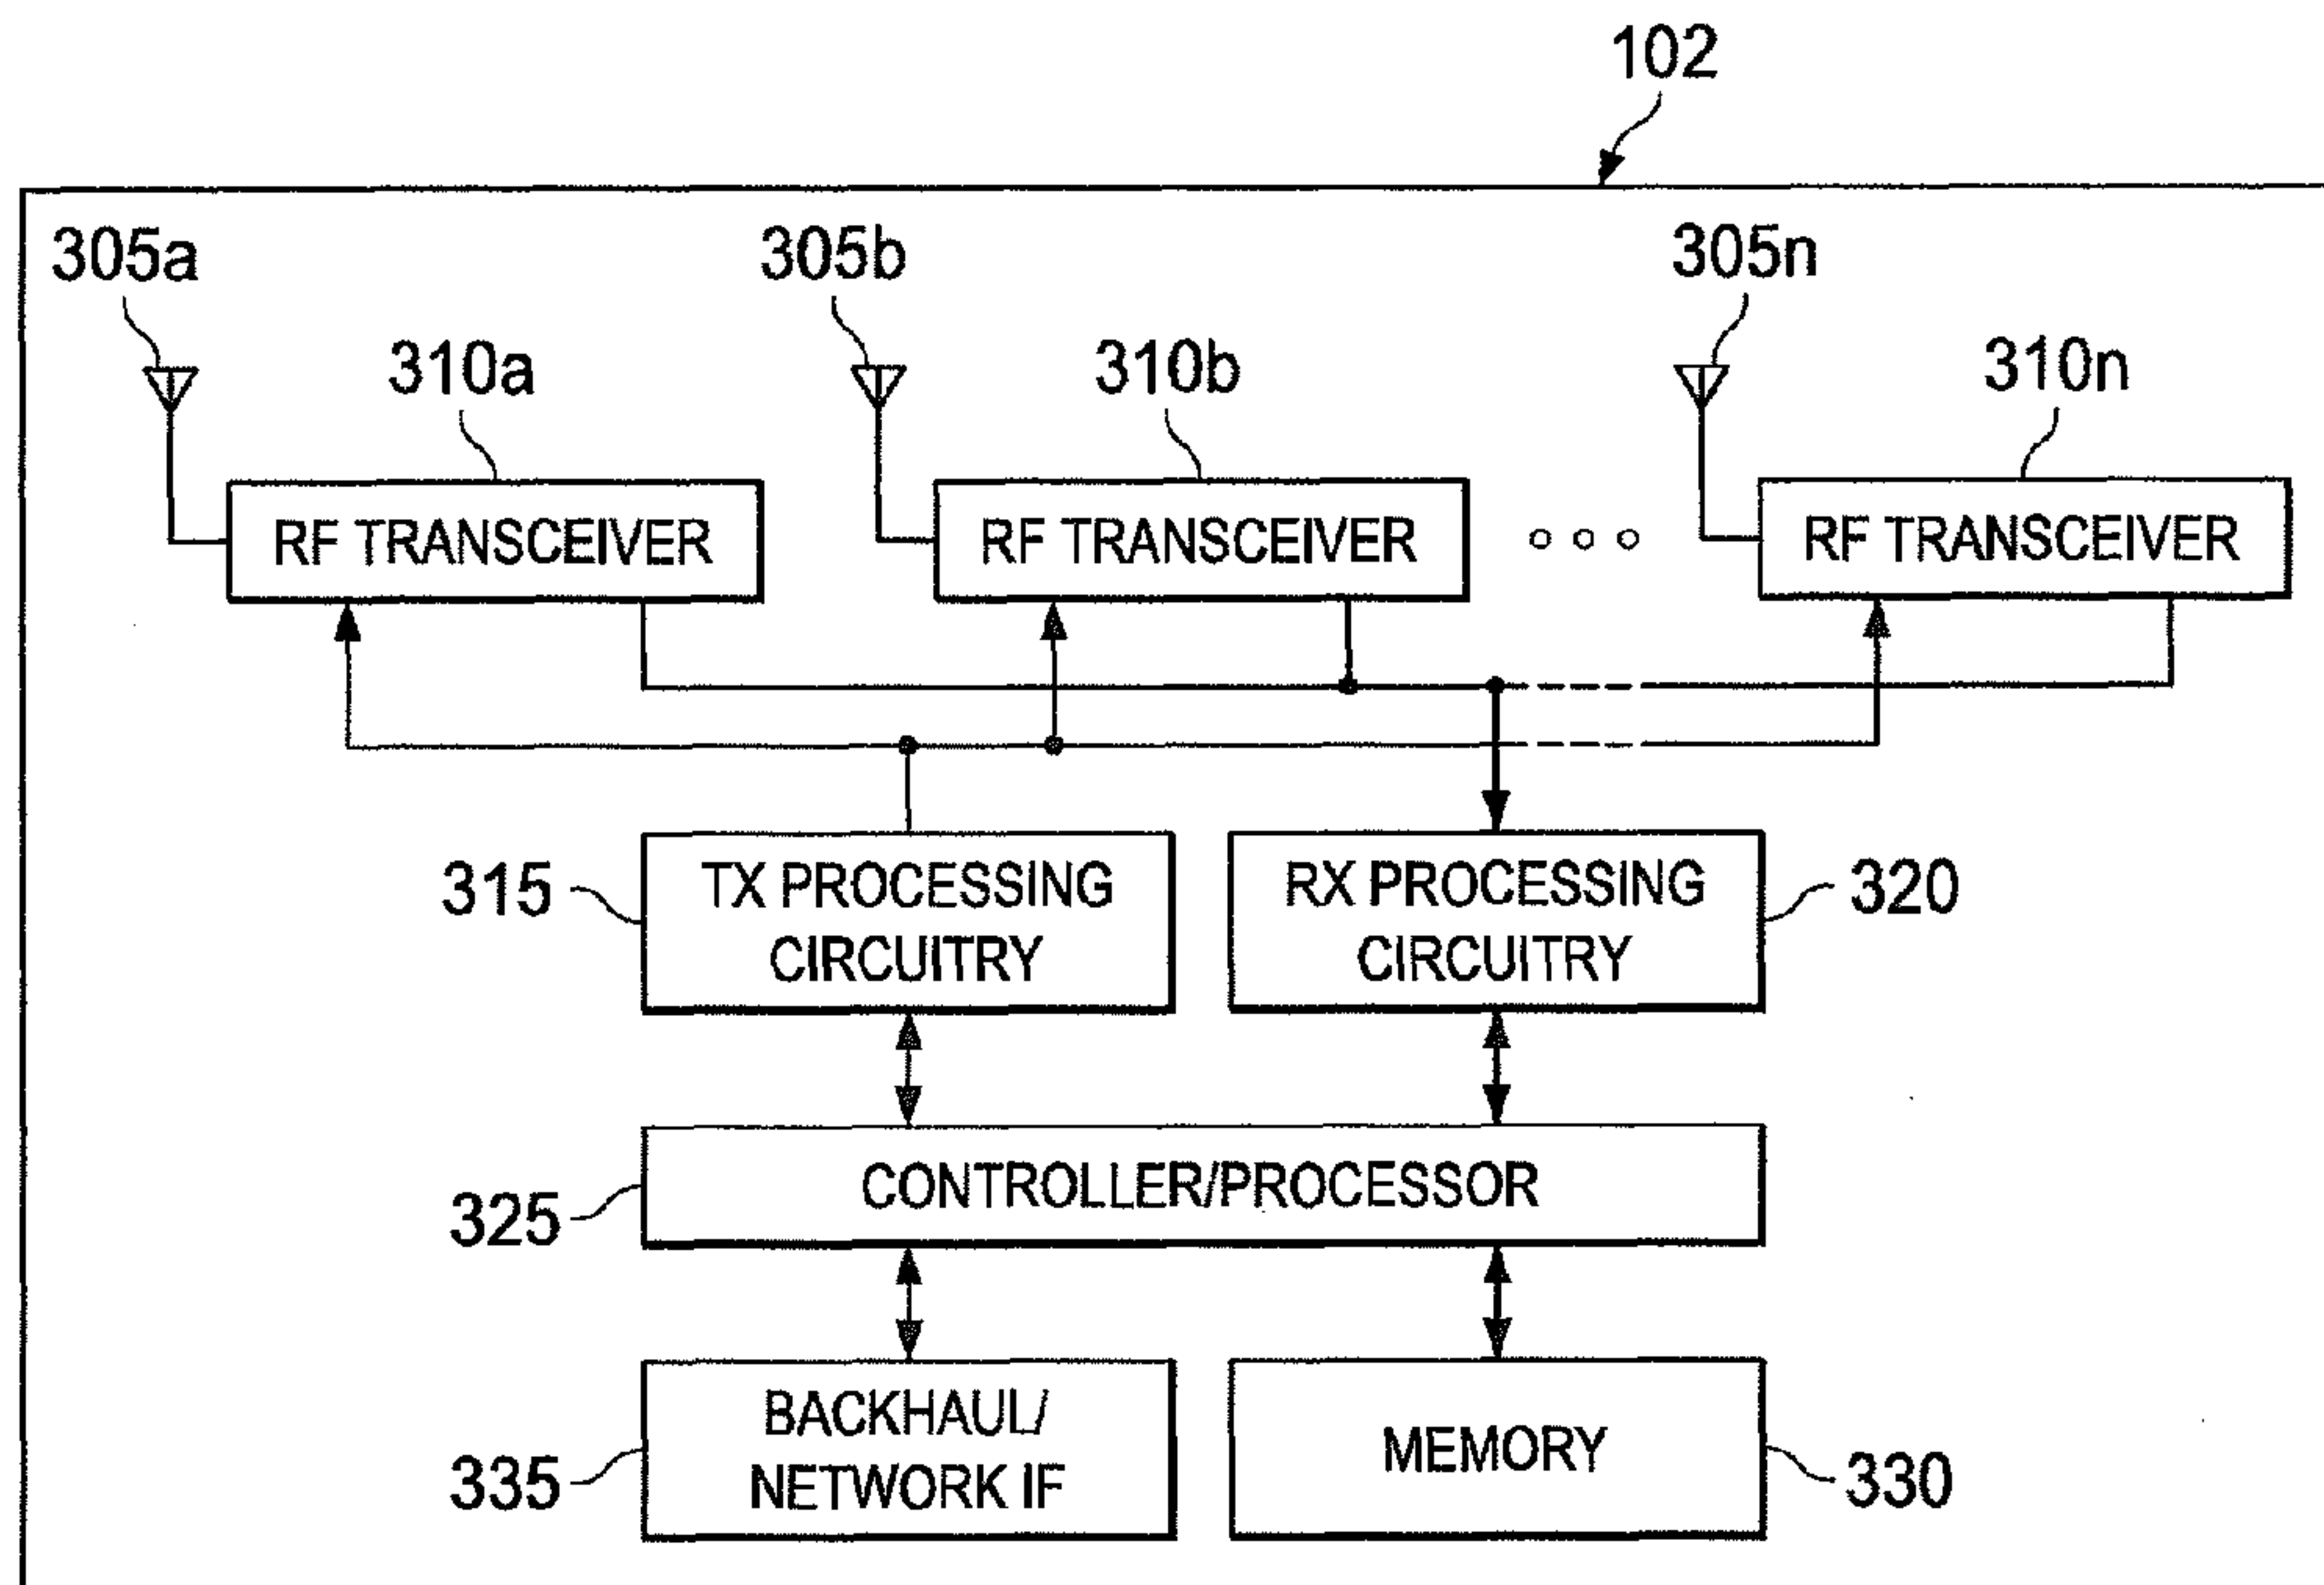 102
305a
305b
305n
310a
310b
310n
RF TRANSCEIVER
RF TRANSCEIVER
RF TRANSCEIVER
315
TX PROCESSING
CIRCUITRY
RX PROCESSING
CIRCUITRY
320
325
CONTROLLER/PROCESSOR
335
BACKHAUL/
NETWORK IF
MEMORY
330